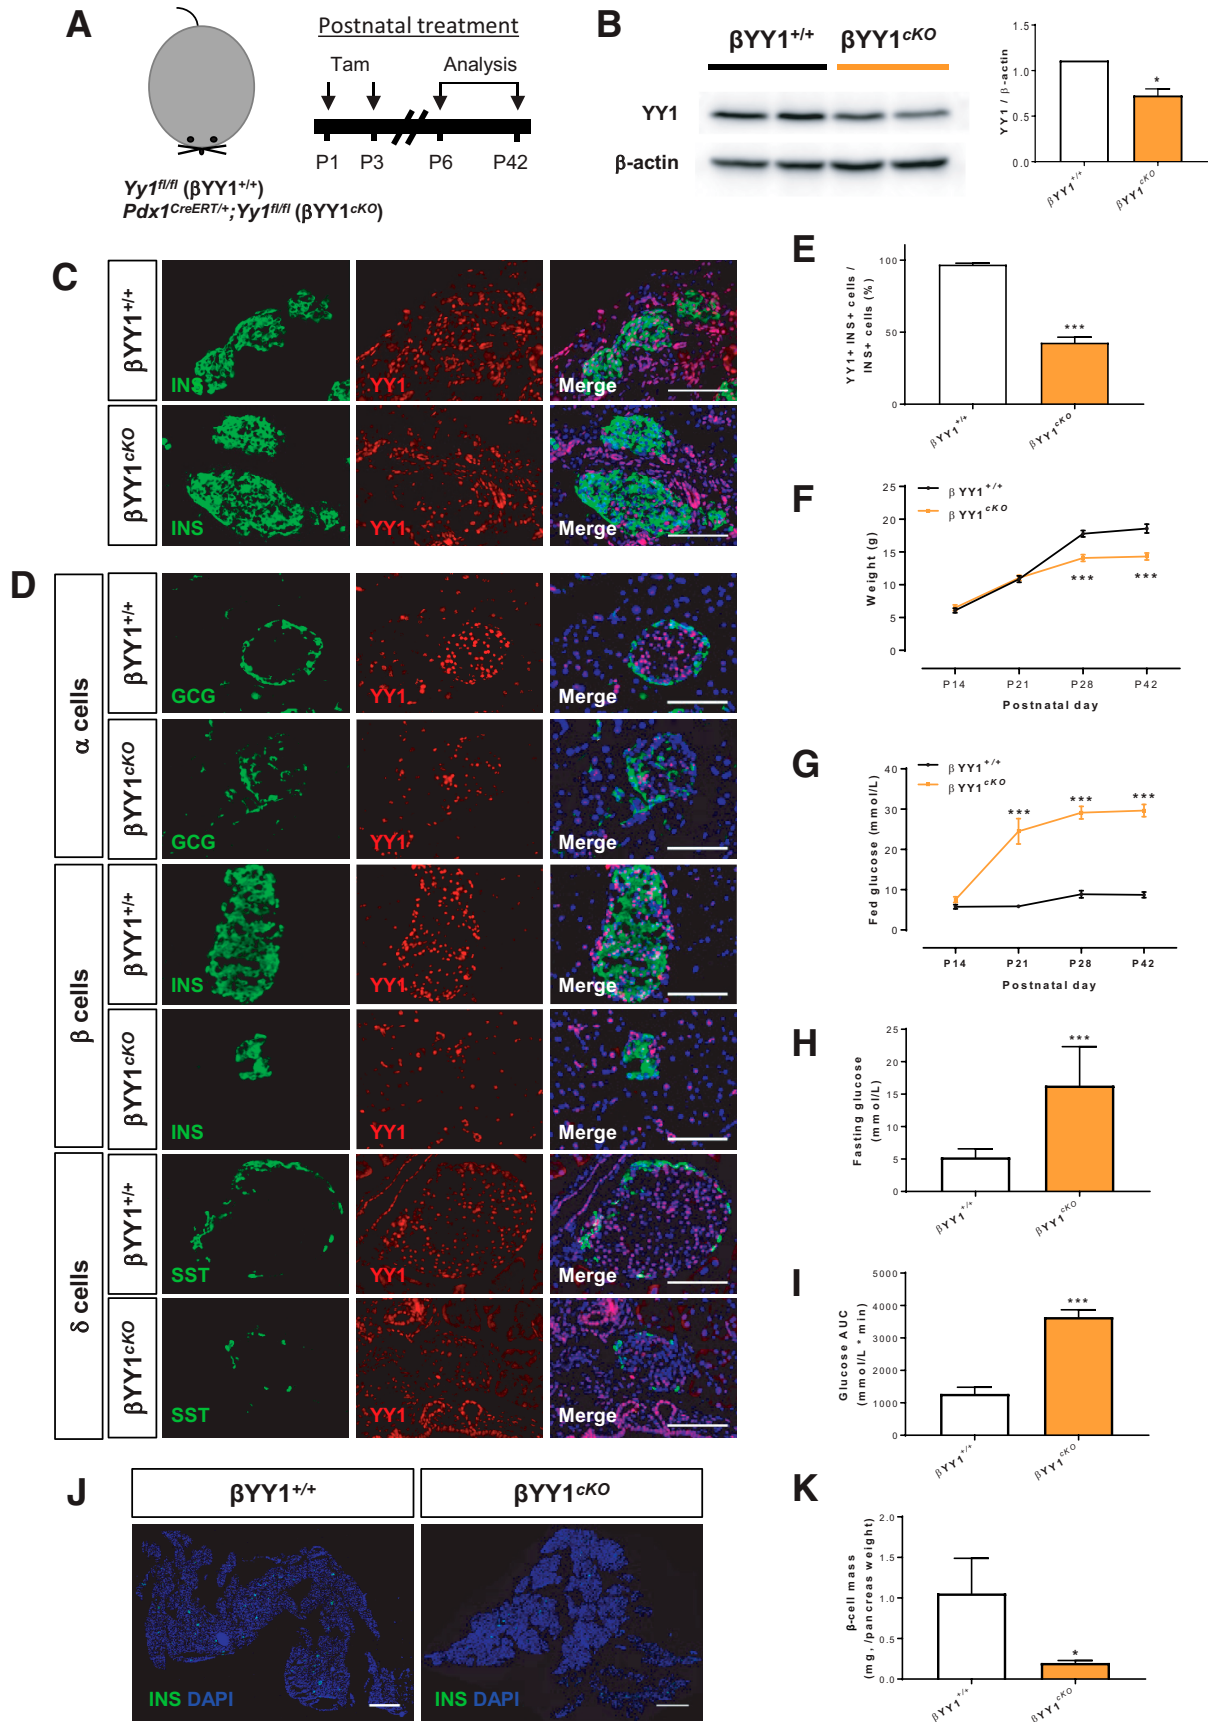 A
Postnatal treatment
Tam
Analysis
P1
P3
P6
P42
Yy1fl/fl (βYY1+/+)
Pdx1CreERT/+;Yy1fl/fl (βYY1cKO)
B
βYY1+/+
βYY1cKO
YY1
β-actin
YY1 / β-actin
1.5
1.0
0.5
0.0
*
βYY1+/+
βYY1cKO
C
βYY1+/+
INS
YY1
Merge
βYY1cKO
INS
YY1
Merge
D
α cells
βYY1+/+
GCG
YY1
Merge
βYY1cKO
GCG
YY1
Merge
β cells
βYY1+/+
INS
YY1
Merge
βYY1cKO
INS
YY1
Merge
δ cells
βYY1+/+
SST
YY1
Merge
βYY1cKO
SST
YY1
Merge
E
YY1+ INS+ cells /
INS+ cells (%)
100
50
0
***
βYY1+/+
βYY1cKO
F
β YY1+/+
β YY1cKO
Weight (g)
25
20
15
10
5
0
***
***
P14
P21
P28
P42
Postnatal day
G
β YY1+/+
β YY1cKO
Fed glucose (mmol/L)
40
30
20
10
0
***
***
***
P14
P21
P28
P42
Postnatal day
H
Fasting glucose
(mmol/L)
25
20
15
10
5
0
***
βYY1+/+
βYY1cKO
I
Glucose AUC
(mmol/L * min)
5000
4000
3000
2000
1000
0
***
βYY1+/+
βYY1cKO
J
βYY1+/+
βYY1cKO
INS DAPI
INS DAPI
K
β-cell mass
(mg, /pancreas weight)
2.0
1.5
1.0
0.5
0.0
*
βYY1+/+
βYY1cKO